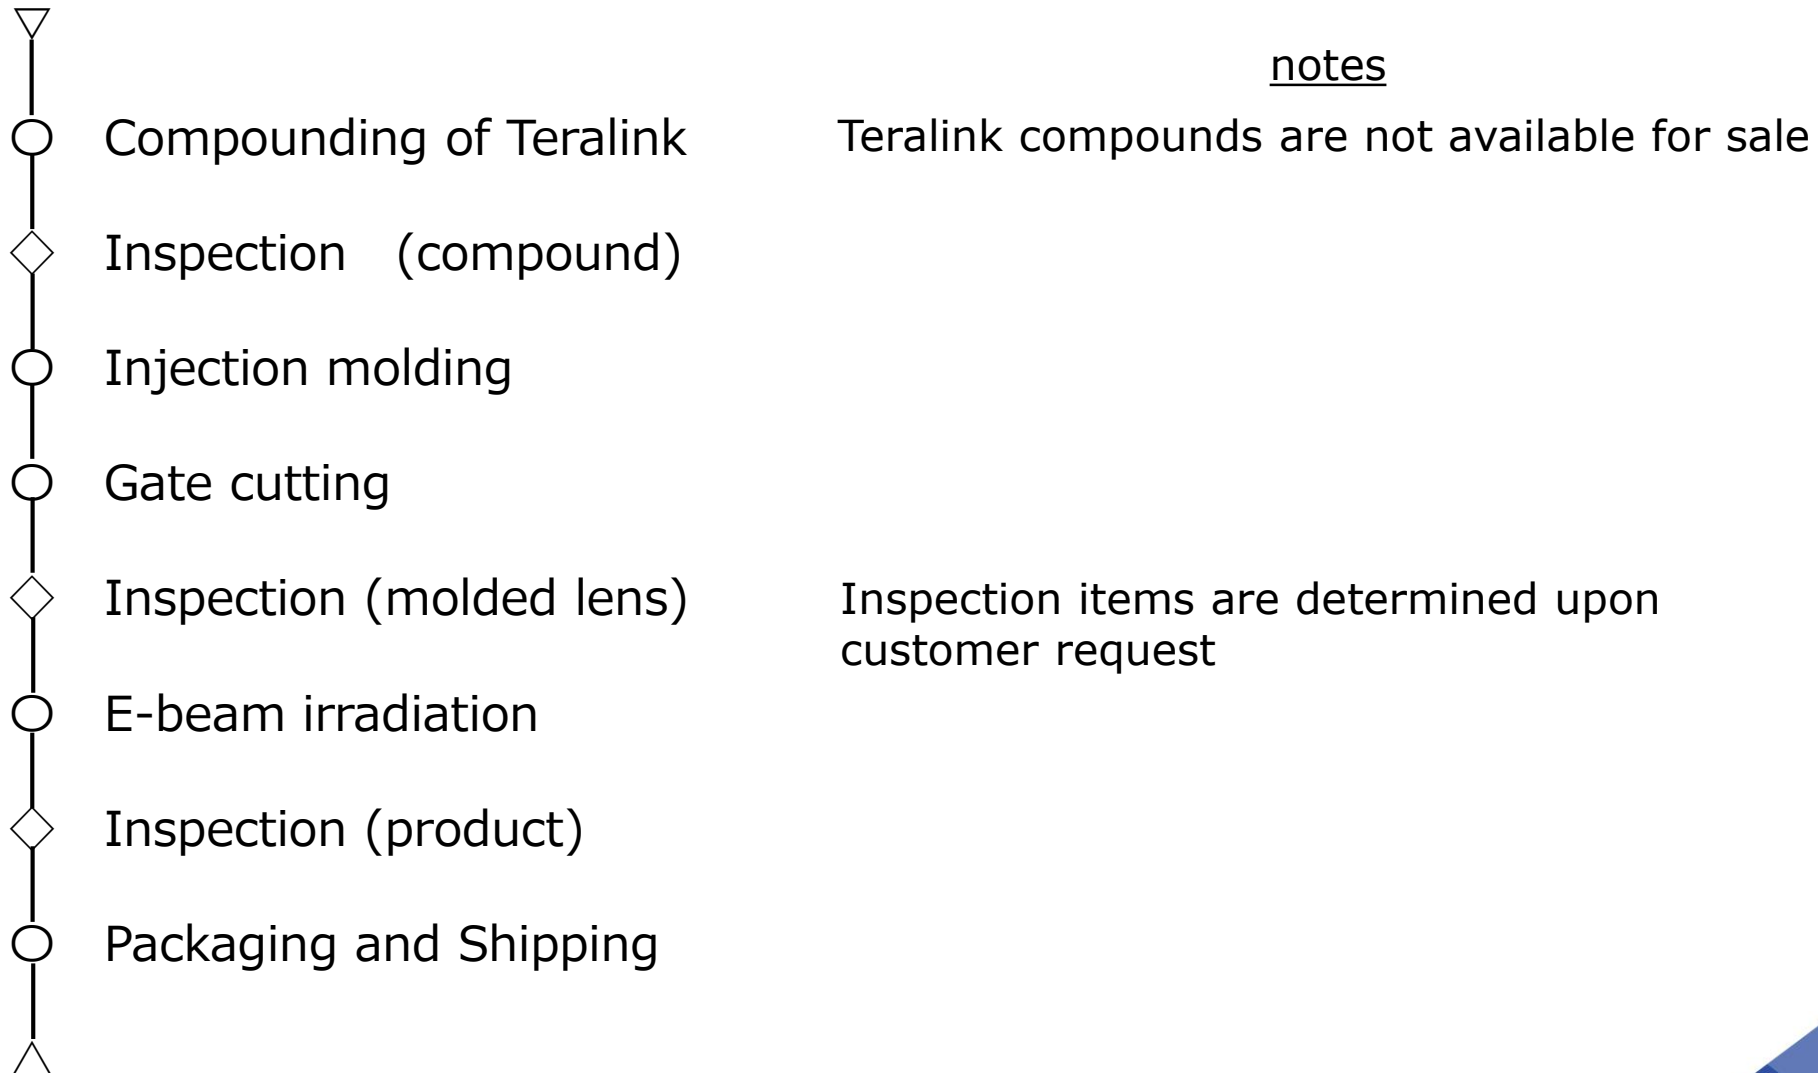 notes
Compounding of Teralink
Teralink compounds are not available for sale
Inspection (compound)
Injection molding
Gate cutting
Inspection (molded lens)
Inspection items are determined upon
customer request
E-beam irradiation
Inspection (product)
Packaging and Shipping